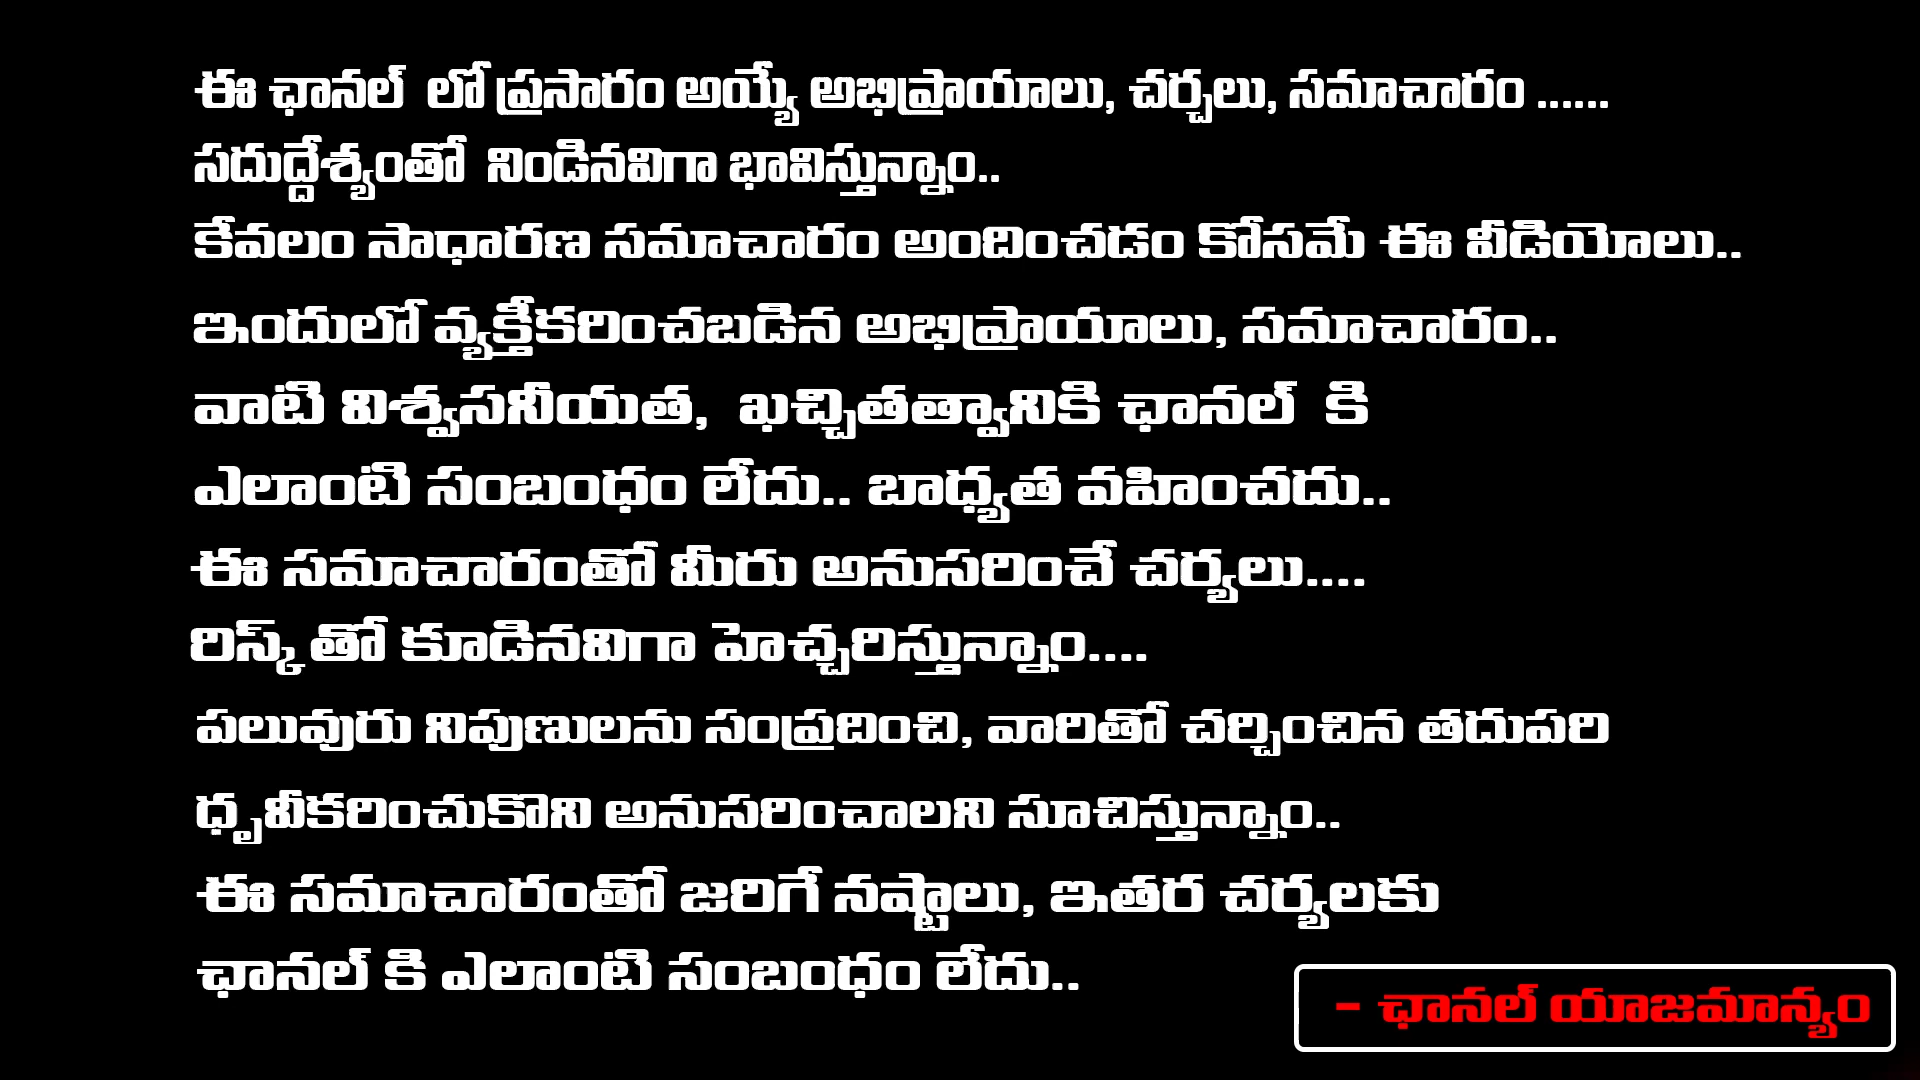 ఈ ఛానల్ లో ప్రసారం అయ్యే అభిప్రాయాలు, చర్చలు, సమాచారం ......
సదుద్దేశ్యంతో నిండినవిగా భావిస్తున్నాం..
కేవలం సాధారణ సమాచారం అందించడం కోసమే ఈ వీడియోలు..
ఇందులో వ్యక్తీకరించబడిన అభిప్రాయాలు, సమాచారం..
వాటి విశ్వసనీయత, ఖచ్చితత్వానికి ఛానల్ కి
ఎలాంటి సంబంధం లేదు.. బాధ్యత వహించదు..
ఈ సమాచారంతో మీరు అనుసరించే చర్యలు....
రిస్క్ తో కూడినవిగా హెచ్చరిస్తున్నాం....
పలువురు నిపుణులను సంప్రదించి, వారితో చర్చించిన తదుపరి
ధృవీకరించుకొని అనుసరించాలని సూచిస్తున్నాం..
ఈ సమాచారంతో జరిగే నష్టాలు, ఇతర చర్యలకు
ఛానల్ కి ఎలాంటి సంబంధం లేదు..
- ఛానల్ యాజమాన్యం